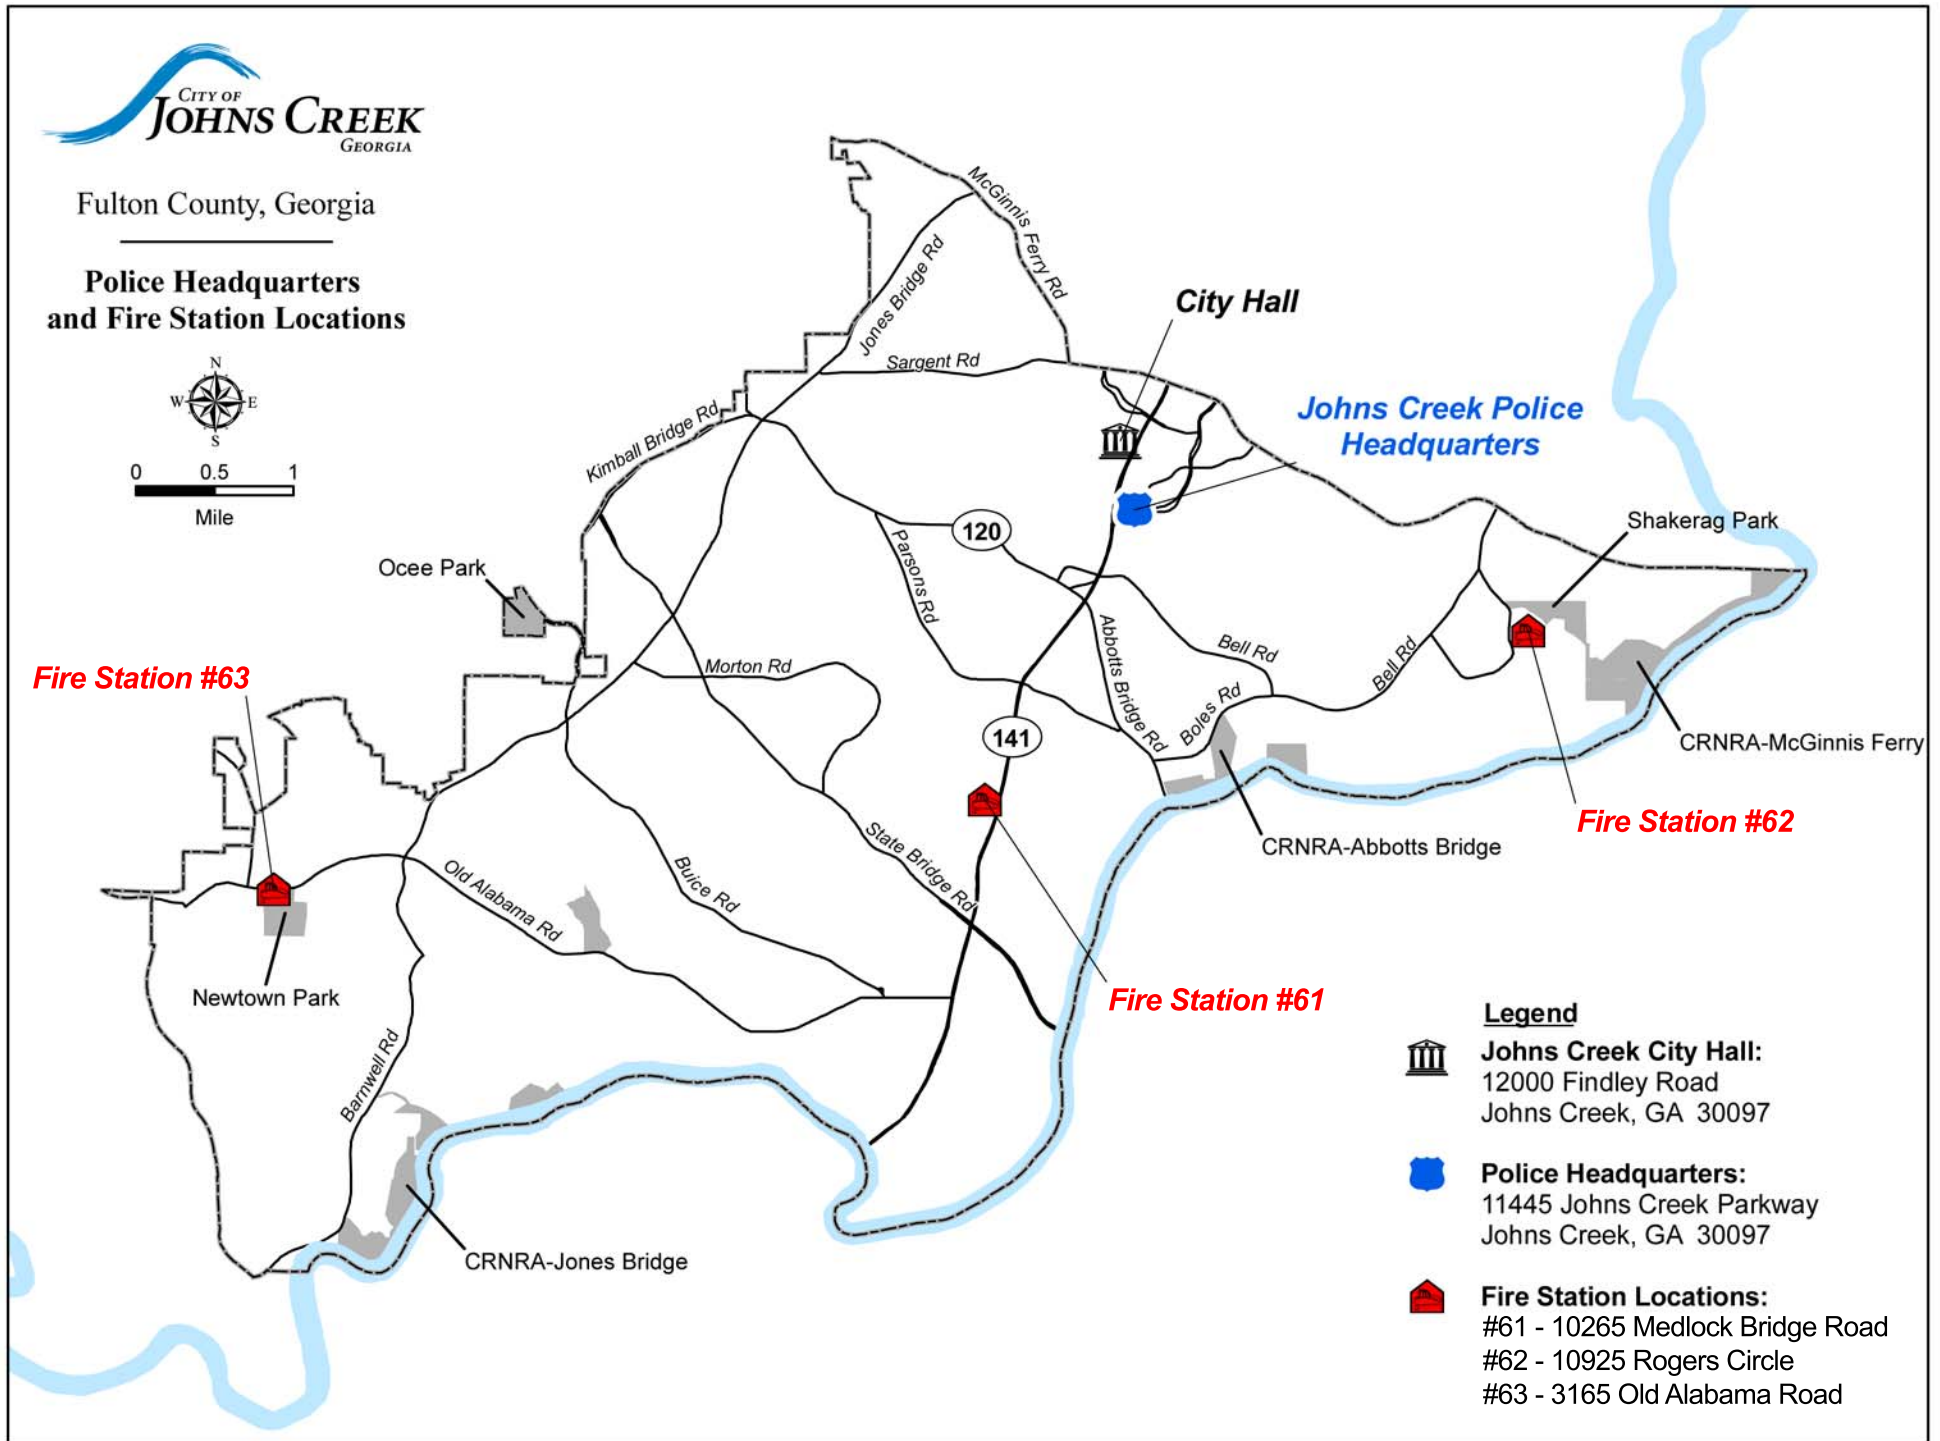 CITY OF
JOHNS CREEK
GEORGIA
Fulton County, Georgia
Police Headquarters
and Fire Station Locations
N
W E
S
0 0.5 1
Mile
McGinnis Ferry Rd
Jones Bridge Rd
City Hall
Sargent Rd
Johns Creek Police
Headquarters
Kimball Bridge Rd
120
Shakerag Park
Parsons Rd
Ocee Park
Abbotts Bridge Rd
Bell Rd
Bell Rd
Morton Rd
Boles Rd
Fire Station #63
141
CRNRA-McGinnis Ferry
Fire Station #62
CRNRA-Abbotts Bridge
State Bridge Rd
Buice Rd
Old Alabama Rd
Newtown Park
Fire Station #61
Barnwell Rd
CRNRA-Jones Bridge
Legend
Johns Creek City Hall:
12000 Findley Road
Johns Creek, GA 30097
Police Headquarters:
11445 Johns Creek Parkway
Johns Creek, GA 30097
Fire Station Locations:
#61 - 10265 Medlock Bridge Road
#62 - 10925 Rogers Circle
#63 - 3165 Old Alabama Road